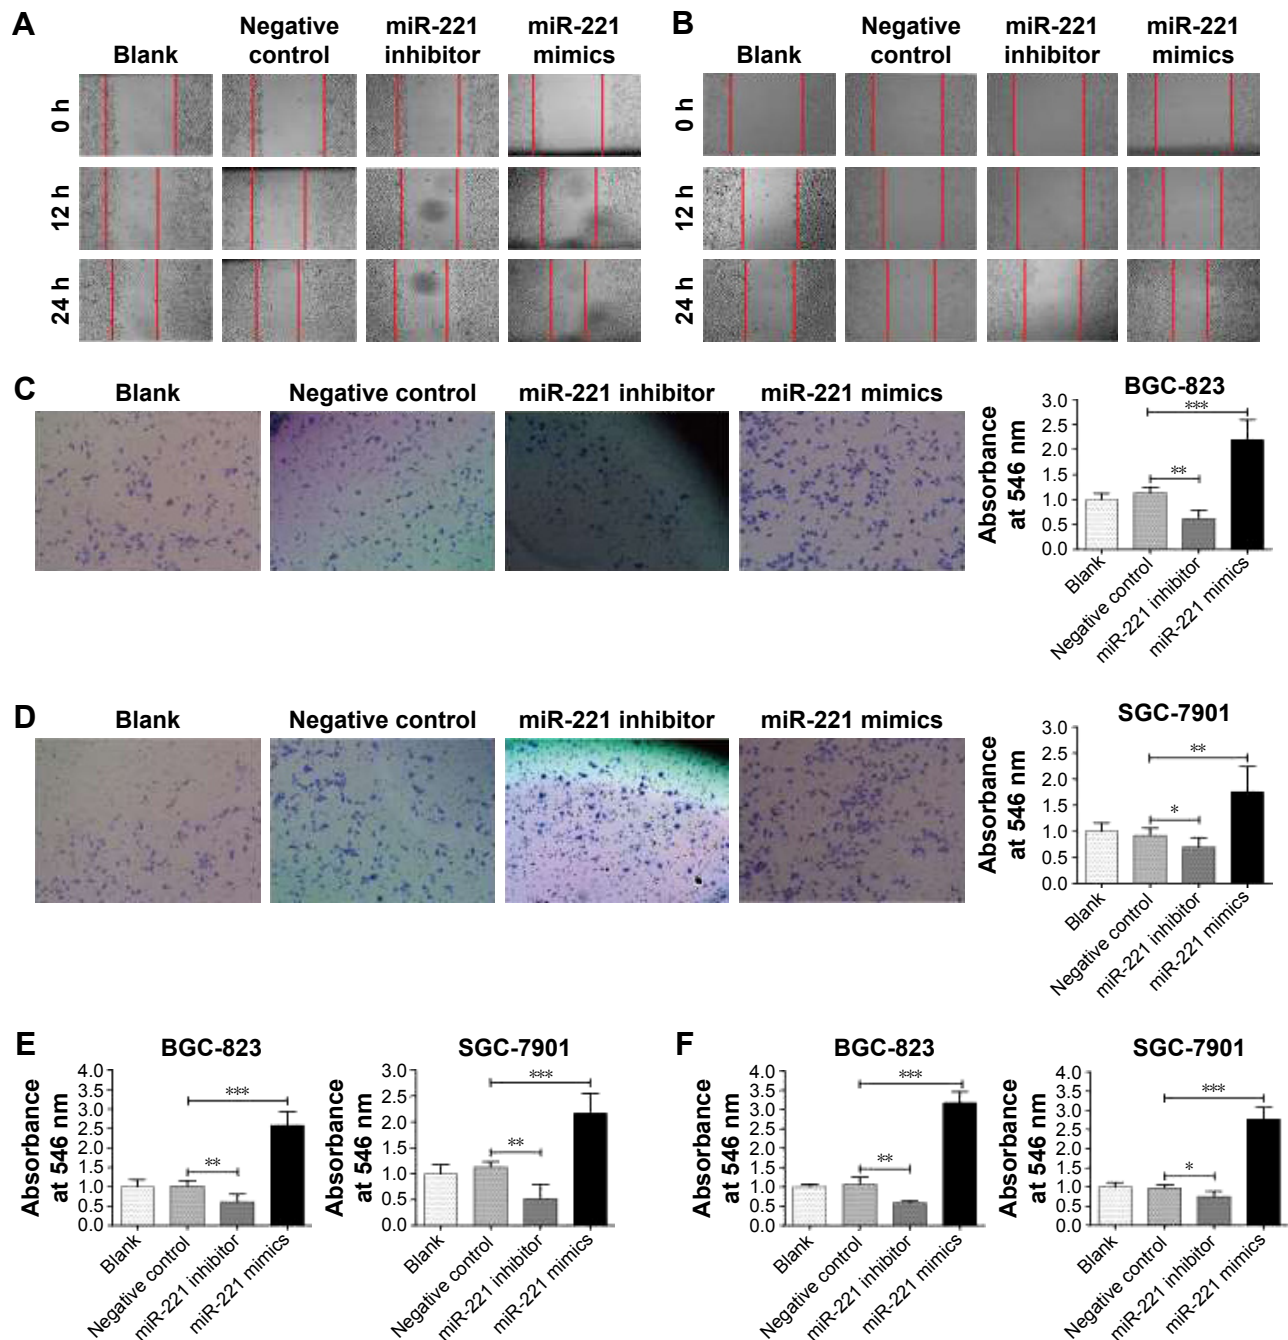 A
Blank
Negative
control
miR-221
inhibitor
miR-221
mimics
0 h
12 h
24 h
B
Blank
Negative
control
miR-221
inhibitor
miR-221
mimics
0 h
12 h
24 h
C
Blank
Negative control
miR-221 inhibitor
miR-221 mimics
BGC-823
Absorbance
at 546 nm
3.0
2.5
2.0
1.5
1.0
0.5
0.0
***
**
Blank
Negative control
miR-221 inhibitor
miR-221 mimics
D
Blank
Negative control
miR-221 inhibitor
miR-221 mimics
SGC-7901
Absorbance
at 546 nm
3.0
2.5
2.0
1.5
1.0
0.5
0.0
**
*
Blank
Negative control
miR-221 inhibitor
miR-221 mimics
E
BGC-823
Absorbance
at 546 nm
4.0
3.5
3.0
2.5
2.0
1.5
1.0
0.5
0.0
***
**
Blank
Negative control
miR-221 inhibitor
miR-221 mimics
SGC-7901
Absorbance
at 546 nm
3.0
2.5
2.0
1.5
1.0
0.5
0.0
***
**
Blank
Negative control
miR-221 inhibitor
miR-221 mimics
F
BGC-823
Absorbance
at 546 nm
4.0
3.5
3.0
2.5
2.0
1.5
1.0
0.5
0.0
***
**
Blank
Negative control
miR-221 inhibitor
miR-221 mimics
SGC-7901
Absorbance
at 546 nm
4.0
3.5
3.0
2.5
2.0
1.5
1.0
0.5
0.0
***
*
Blank
Negative control
miR-221 inhibitor
miR-221 mimics